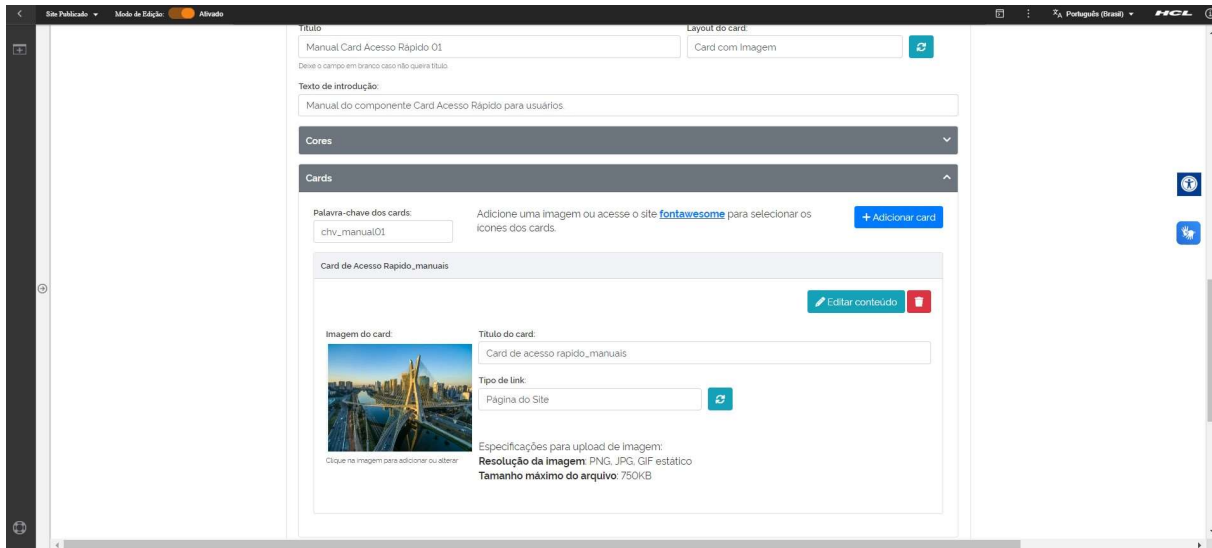 Site Publicado
Modo de Edição: Ativado
Português (Brasil)
HCL
Título
Layout do card:
Manual Card Acesso Rápido 01
Card com Imagem
Deixe o campo em branco caso não queira título.
Texto de introdução:
Manual do componente Card Acesso Rápido para usuários
Cores
Cards
Palavra-chave dos cards:
chv_manual01
Adicione uma imagem ou acesse o site fontawesome para selecionar os
ícones dos cards.
+ Adicionar card
Card de Acesso Rapido_manuais
Editar conteúdo
Imagem do card:
Título do card:
Card de acesso rapido_manuais
Tipo de link:
Página do Site
Clique na imagem para adicionar ou alterar
Especificações para upload de imagem:
Resolução da imagem: PNG, JPG, GIF estático
Tamanho máximo do arquivo: 750KB